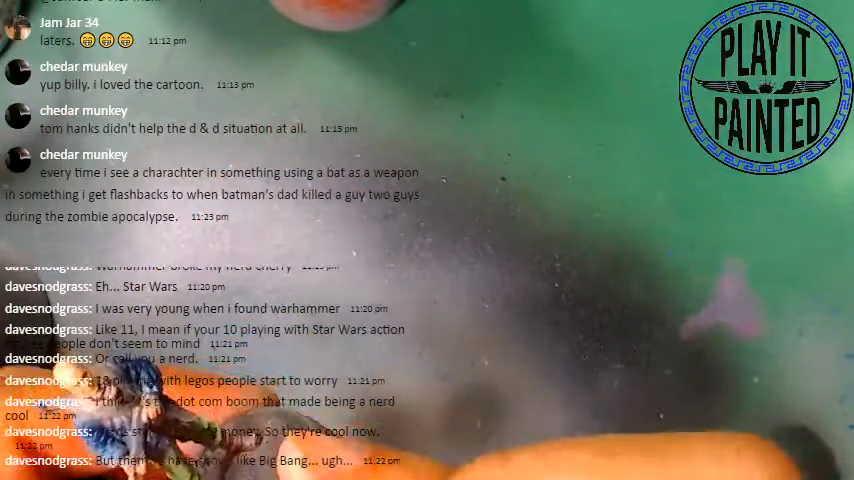 Jam Jar 34
laters. 😁😁😁 11:12 pm
chedar munkey
yup billy. i loved the cartoon. 11:13 pm
chedar munkey
tom hanks didn't help the d & d situation at all. 11:15 pm
chedar munkey
every time i see a charachter in something using a bat as a weapon
in something i get flashbacks to when batman's dad killed a guy two guys
during the zombie apocalypse. 11:23 pm
PLAY IT
PAINTED
davesnodgrass: Warhammer broke my nerd cherry
davesnodgrass: Eh... Star Wars 11:20 pm
davesnodgrass: I was very young when i found warhammer 11:20 pm
davesnodgrass: Like 11, I mean if your 10 playing with Star Wars action
people don't seem to mind 11:21 pm
davesnodgrass: Or call you a nerd. 11:21 pm
davesnodgrass: with legos people start to worry 11:21 pm
davesnodgrass: dot com boom that made being a nerd
cool 11:22 pm
davesnodgrass: money. So they're cool now.
davesnodgrass: But then have like Big Bang... ugh... 11:22 pm